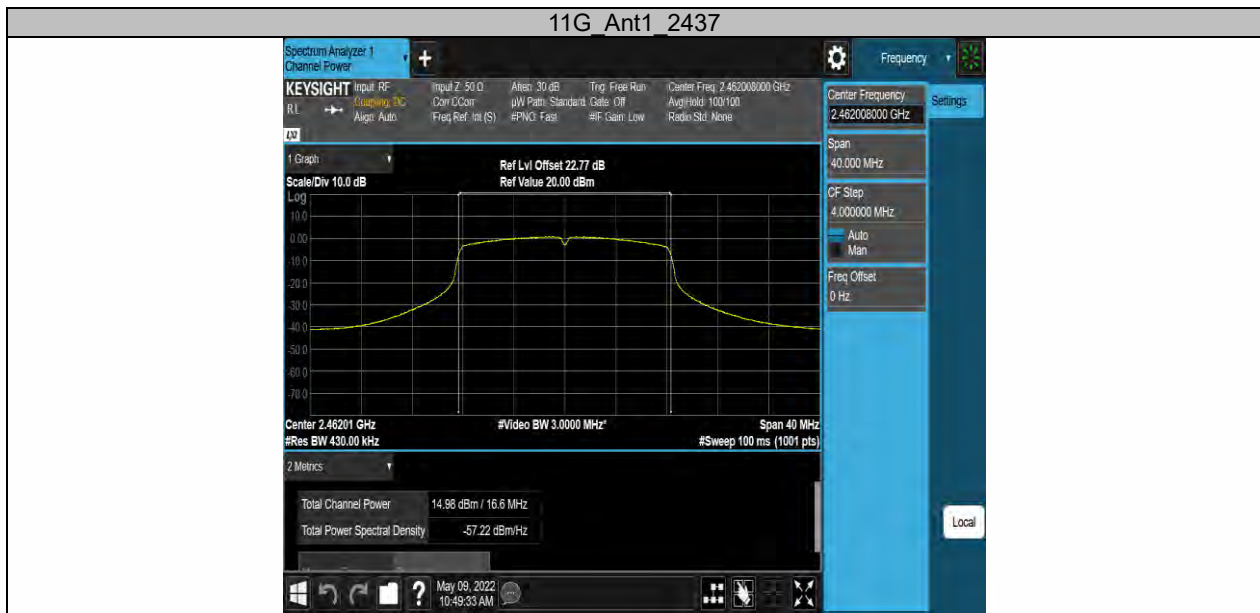 11G_Ant1_2437
Spectrum Analyzer 1
Channel Power
+
Frequency
KEYSIGHT
Input: RF
Coupling: DC
Align: Auto
RL
LXI
Input Z: 50 Ω
Corr CCorr
Freq Ref: Int (S)
Atten: 30 dB
µW Path: Standard
#PNO: Fast
Trig: Free Run
Gate: Off
#IF Gain: Low
Center Freq: 2.462008000 GHz
Avg|Hold: 100/100
Radio Std: None
Center Frequency
2.462008000 GHz
Settings
Span
40.000 MHz
CF Step
4.000000 MHz
Auto
Man
Freq Offset
0 Hz
1 Graph
Scale/Div 10.0 dB
Ref Lvl Offset 22.77 dB
Ref Value 20.00 dBm
Log
10.0
0.00
-10.0
-20.0
-30.0
-40.0
-50.0
-60.0
-70.0
Center 2.46201 GHz
#Video BW 3.0000 MHz*
Span 40 MHz
#Res BW 430.00 kHz
#Sweep 100 ms (1001 pts)
2 Metrics
Total Channel Power 14.98 dBm / 16.6 MHz
Total Power Spectral Density -57.22 dBm/Hz
Local
?
May 09, 2022
10:49:33 AM